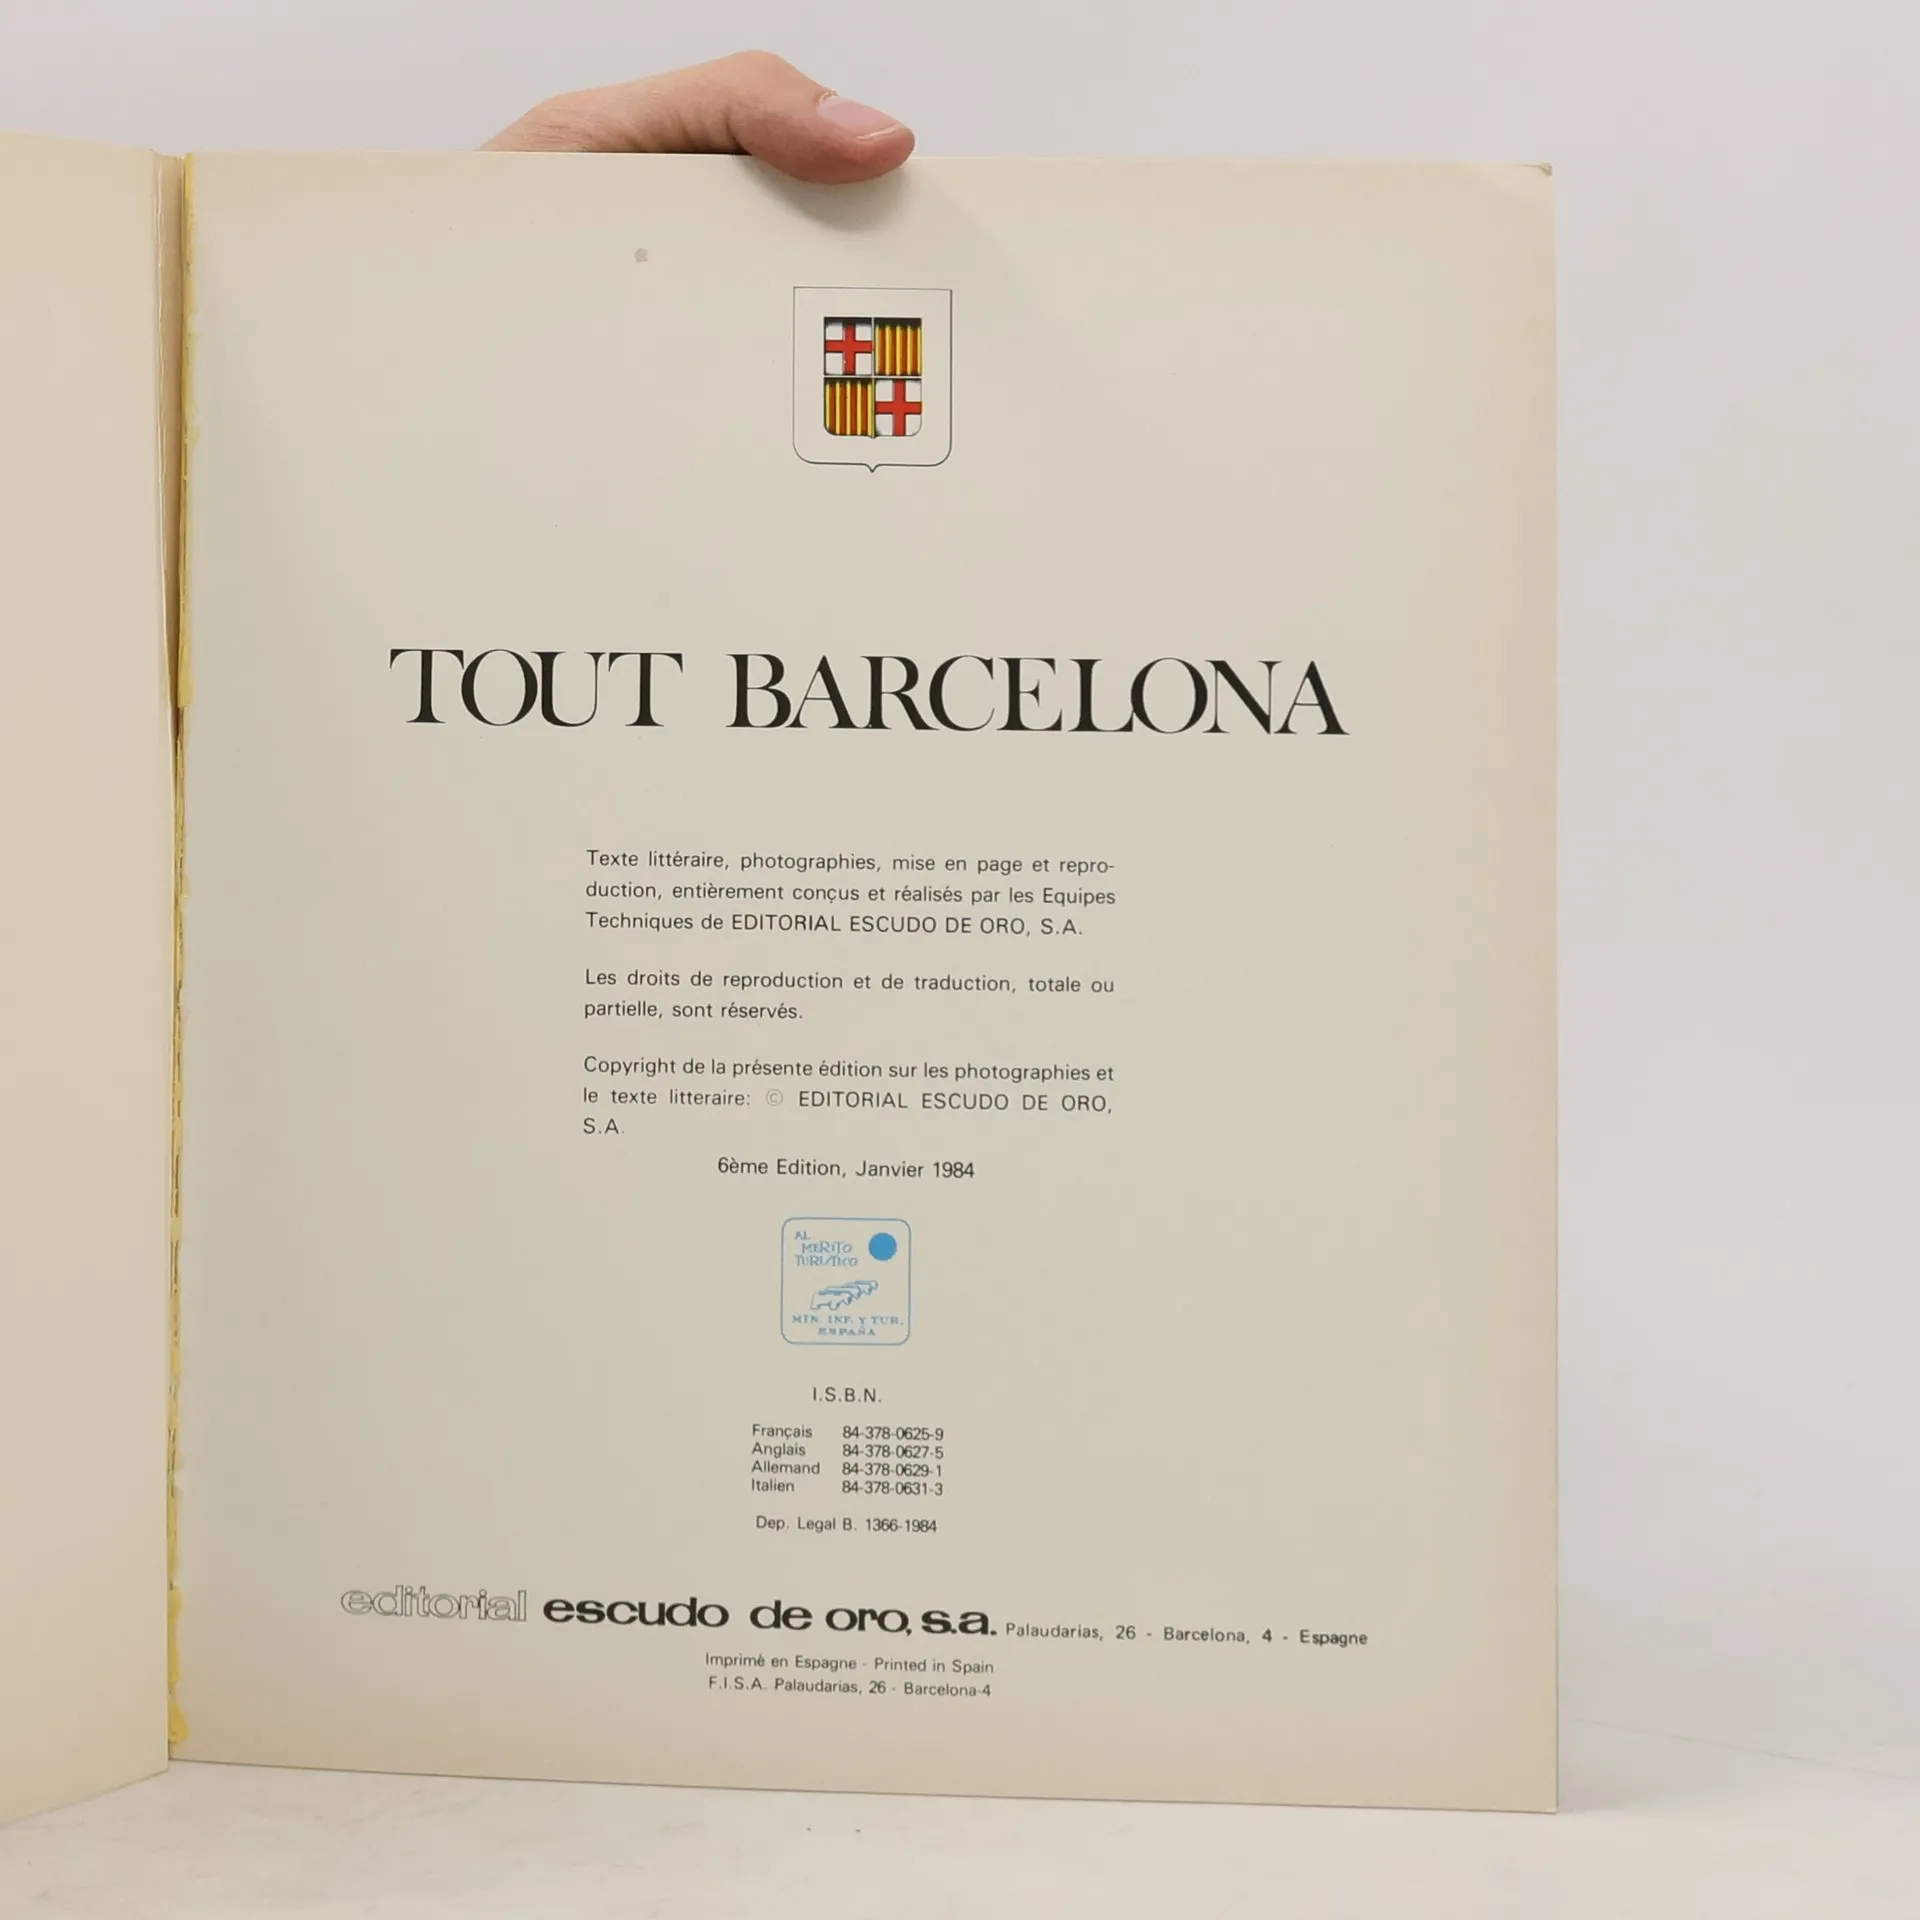 TOUT BARCELONA
Texte littéraire, photographies, mise en page et repro-
duction, entièrement conçus et réalisés par les Equipes
Techniques de EDITORIAL ESCUDO DE ORO, S.A.
Les droits de reproduction et de traduction, totale ou
partielle, sont réservés.
Copyright de la présente édition sur les photographies et
le texte litteraire: © EDITORIAL ESCUDO DE ORO,
S.A.
6ème Edition, Janvier 1984
AL
MERITO
TURISTICO
MIN. INF. Y TUR.
ESPAÑA
I.S.B.N.
Français 84-378-0625-9
Anglais 84-378-0627-5
Allemand 84-378-0629-1
Italien 84-378-0631-3
Dep. Legal B. 1366-1984
editorial escudo de oro, s.a. Palaudarias, 26 - Barcelona, 4 - Espagne
Imprimé en Espagne - Printed in Spain
F.I.S.A. Palaudarias, 26 - Barcelona-4